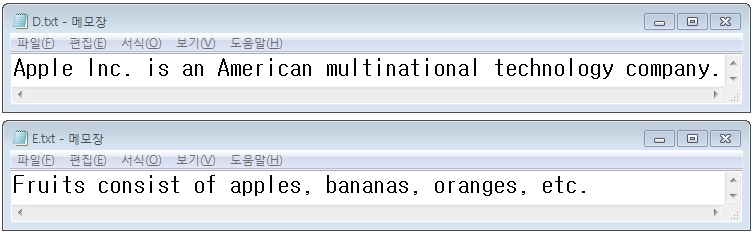 D.txt - 메모장
파일(F) 편집(E) 서식(O) 보기(V) 도움말(H)
Apple Inc. is an American multinational technology company.
E.txt - 메모장
파일(F) 편집(E) 서식(O) 보기(V) 도움말(H)
Fruits consist of apples, bananas, oranges, etc.